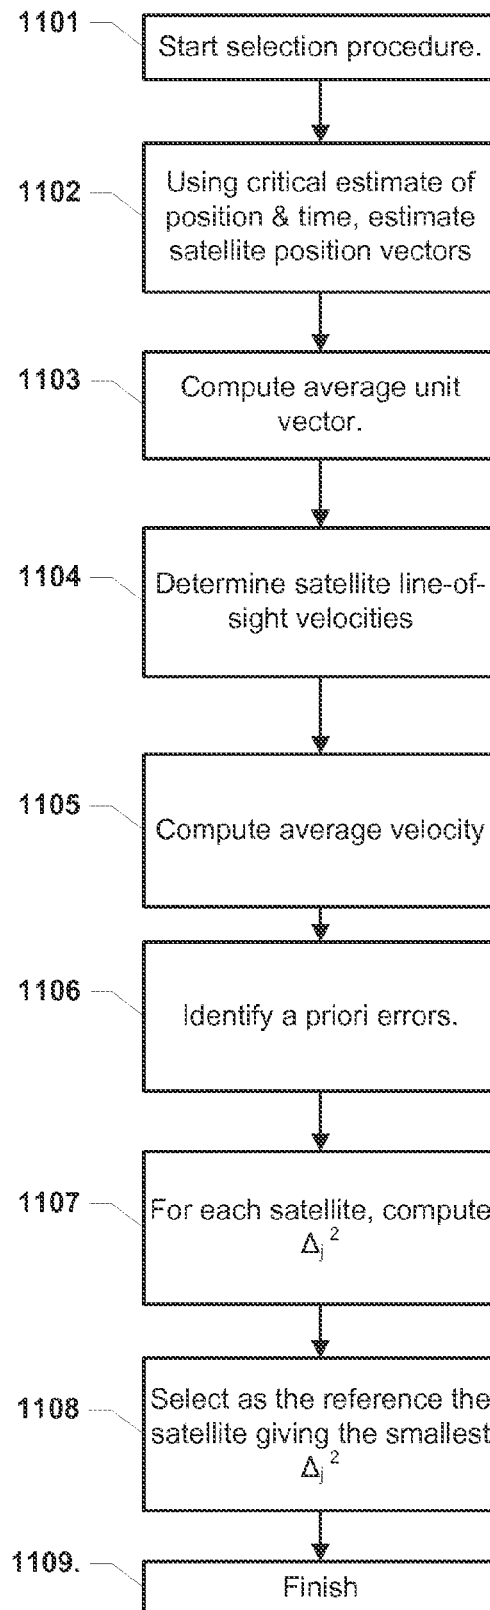 1101
Start selection procedure.
1102
Using critical estimate of
position & time, estimate
satellite position vectors
1103
Compute average unit
vector.
1104
Determine satellite line-of-
sight velocities
1105
Compute average velocity
1106
Identify a priori errors.
1107
For each satellite, compute
Δj²
1108
Select as the reference the
satellite giving the smallest
Δj²
1109.
Finish